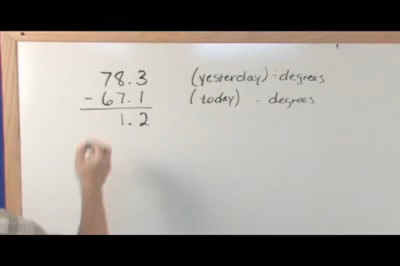 78.3 (yesterday) - degrees
- 67.1 (today) - degrees
1.2